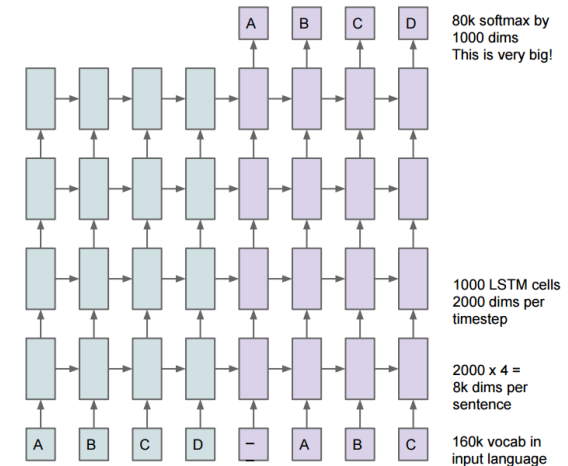 A B C D
80k softmax by
1000 dims
This is very big!
1000 LSTM cells
2000 dims per
timestep
2000 x 4 =
8k dims per
sentence
A B C D _ A B C
160k vocab in
input language